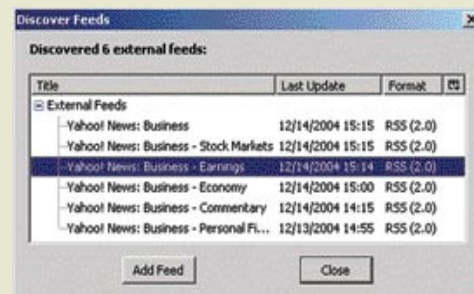 Discover Feeds
Discovered 6 external feeds:
Title Last Update Format
External Feeds
Yahoo! News: Business 12/14/2004 15:15 RSS (2.0)
Yahoo! News: Business - Stock Markets 12/14/2004 15:15 RSS (2.0)
Yahoo! News: Business - Earnings 12/14/2004 15:14 RSS (2.0)
Yahoo! News: Business - Economy 12/14/2004 15:00 RSS (2.0)
Yahoo! News: Business - Commentary 12/14/2004 14:15 RSS (2.0)
Yahoo! News: Business - Personal Fi... 12/13/2004 14:55 RSS (2.0)
Add Feed Close